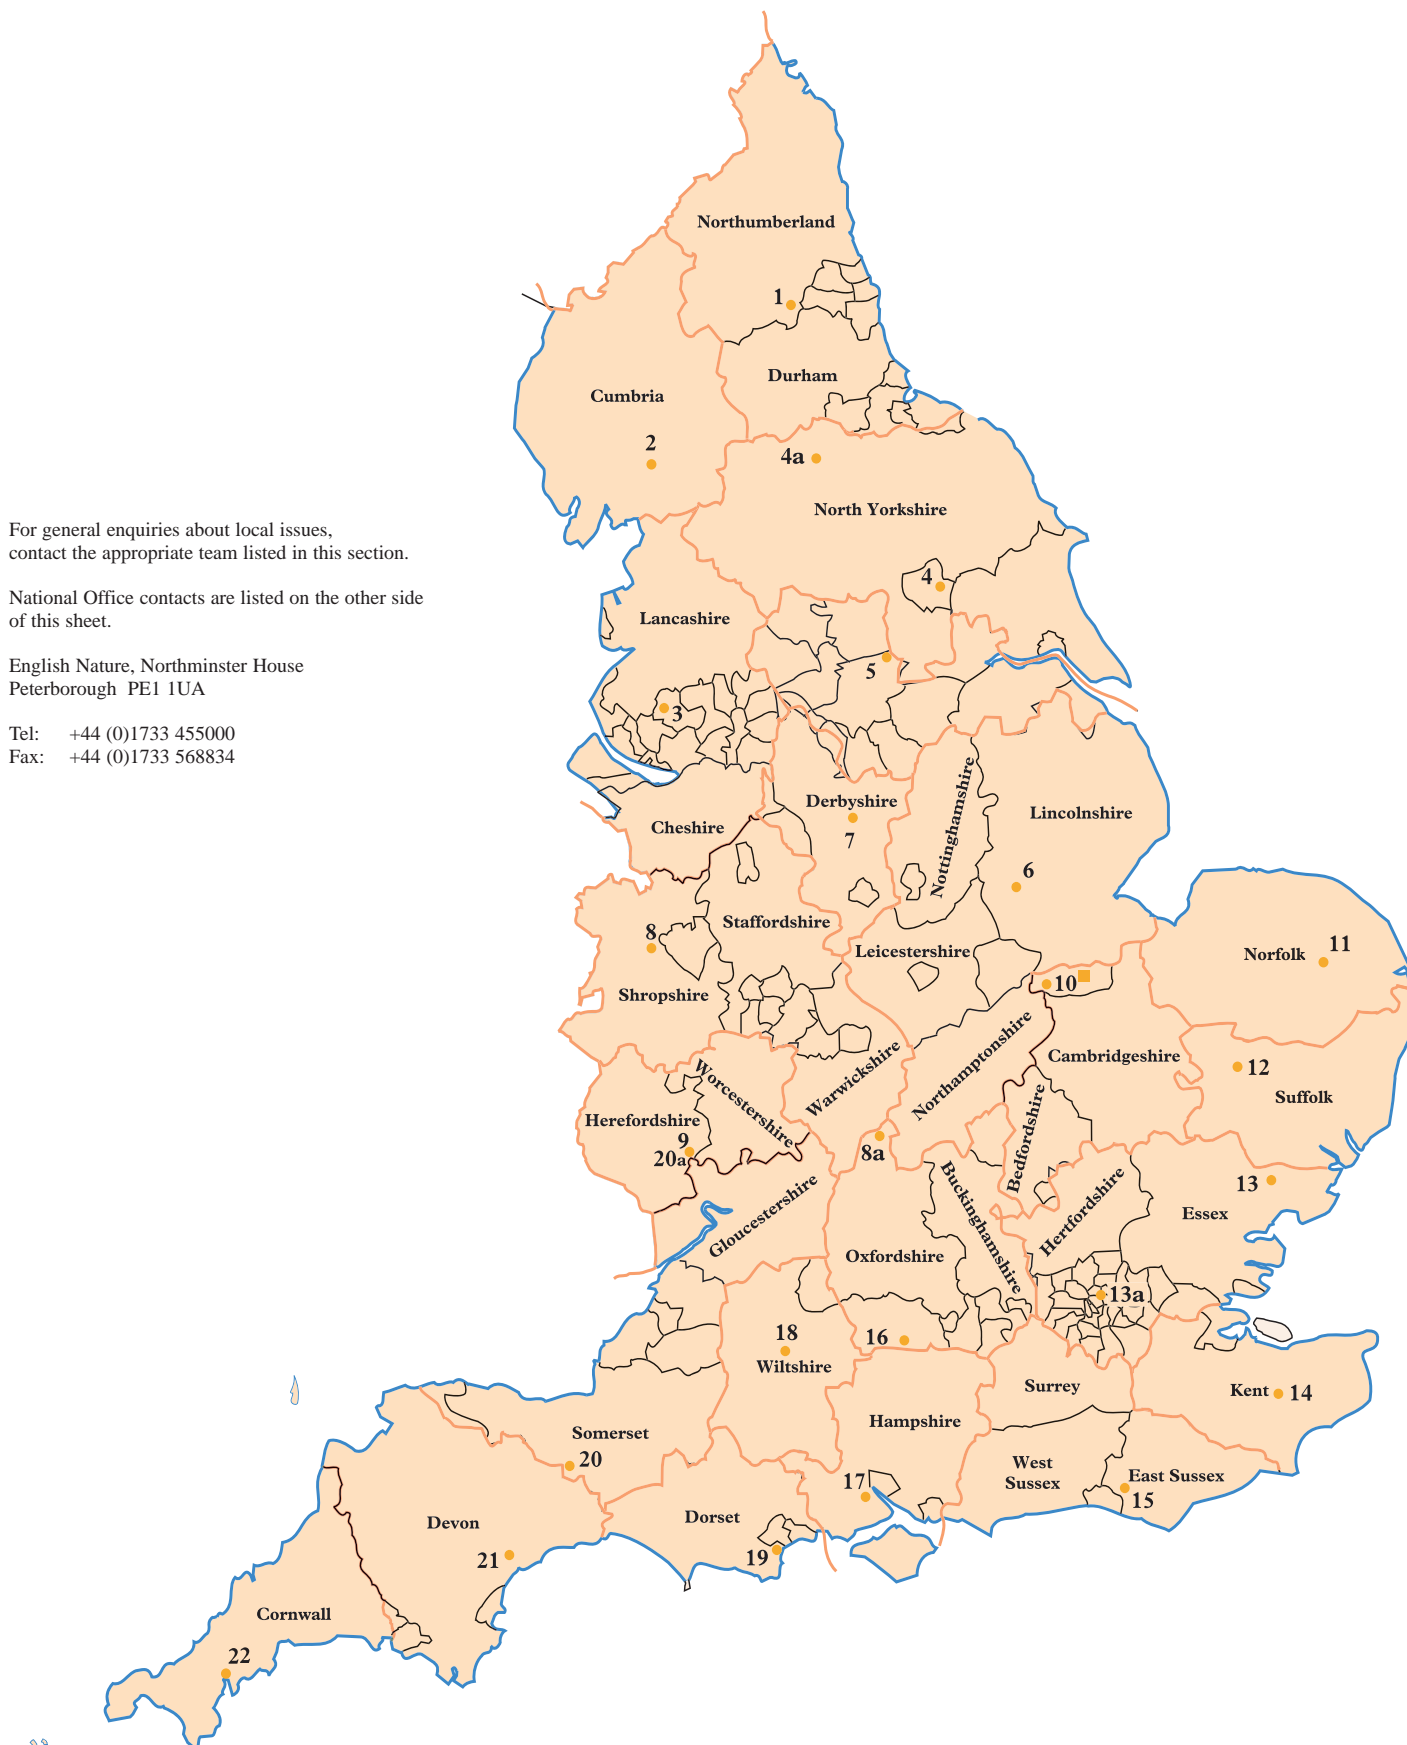 Northumberland
1
Durham
Cumbria
2
4a
North Yorkshire
For general enquiries about local issues,
contact the appropriate team listed in this section.
National Office contacts are listed on the other side
of this sheet.
English Nature, Northminster House
Peterborough PE1 1UA
Tel: +44 (0)1733 455000
Fax: +44 (0)1733 568834
4
Lancashire
5
3
Derbyshire
7
Cheshire
Nottinghamshire
Lincolnshire
6
Staffordshire
8
Leicestershire
Norfolk
11
10
Shropshire
Northamptonshire
Cambridgeshire
12
Suffolk
Worcestershire
Warwickshire
Herefordshire
9
20a
8a
Bedfordshire
Buckinghamshire
Hertfordshire
13
Essex
Gloucestershire
Oxfordshire
13a
18
Wiltshire
16
Surrey
Kent
14
Hampshire
Somerset
20
West
Sussex
East Sussex
15
17
Devon
Dorset
19
21
Cornwall
22